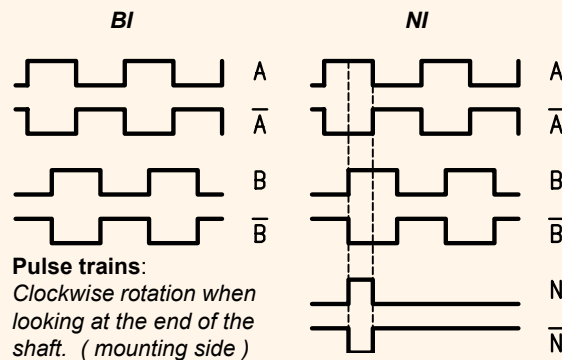 BI NI
A A
A̅ A̅
B B
B̅ B̅
Pulse trains:
Clockwise rotation when
looking at the end of the
shaft. ( mounting side )
N
N̅